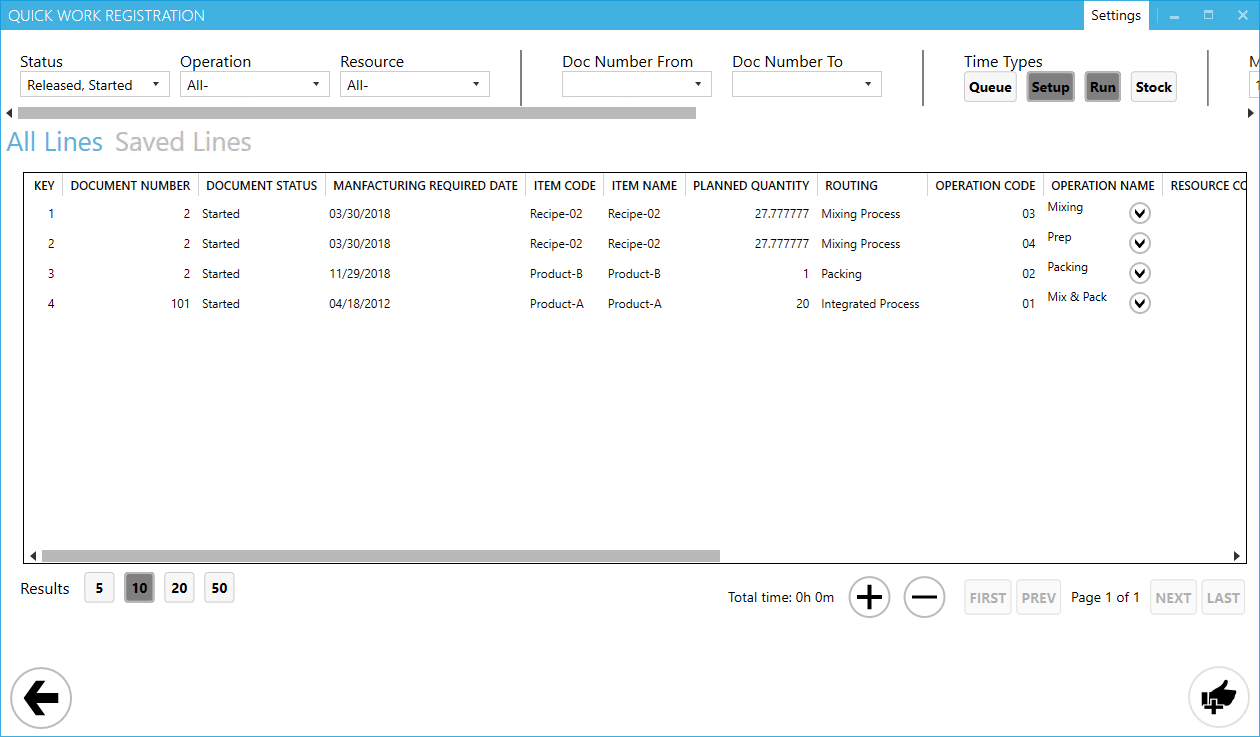 QUICK WORK REGISTRATION Settings
Status Operation Resource Doc Number From Doc Number To Time Types
Released, Started All- All- Queue Setup Run Stock
All Lines Saved Lines
KEY DOCUMENT NUMBER DOCUMENT STATUS MANFACTURING REQUIRED DATE ITEM CODE ITEM NAME PLANNED QUANTITY ROUTING OPERATION CODE OPERATION NAME RESOURCE CO
1 2 Started 03/30/2018 Recipe-02 Recipe-02 27.777777 Mixing Process 03 Mixing
2 2 Started 03/30/2018 Recipe-02 Recipe-02 27.777777 Mixing Process 04 Prep
3 2 Started 11/29/2018 Product-B Product-B 1 Packing 02 Packing
4 101 Started 04/18/2012 Product-A Product-A 20 Integrated Process 01 Mix & Pack
Results 5 10 20 50
Total time: 0h 0m FIRST PREV Page 1 of 1 NEXT LAST